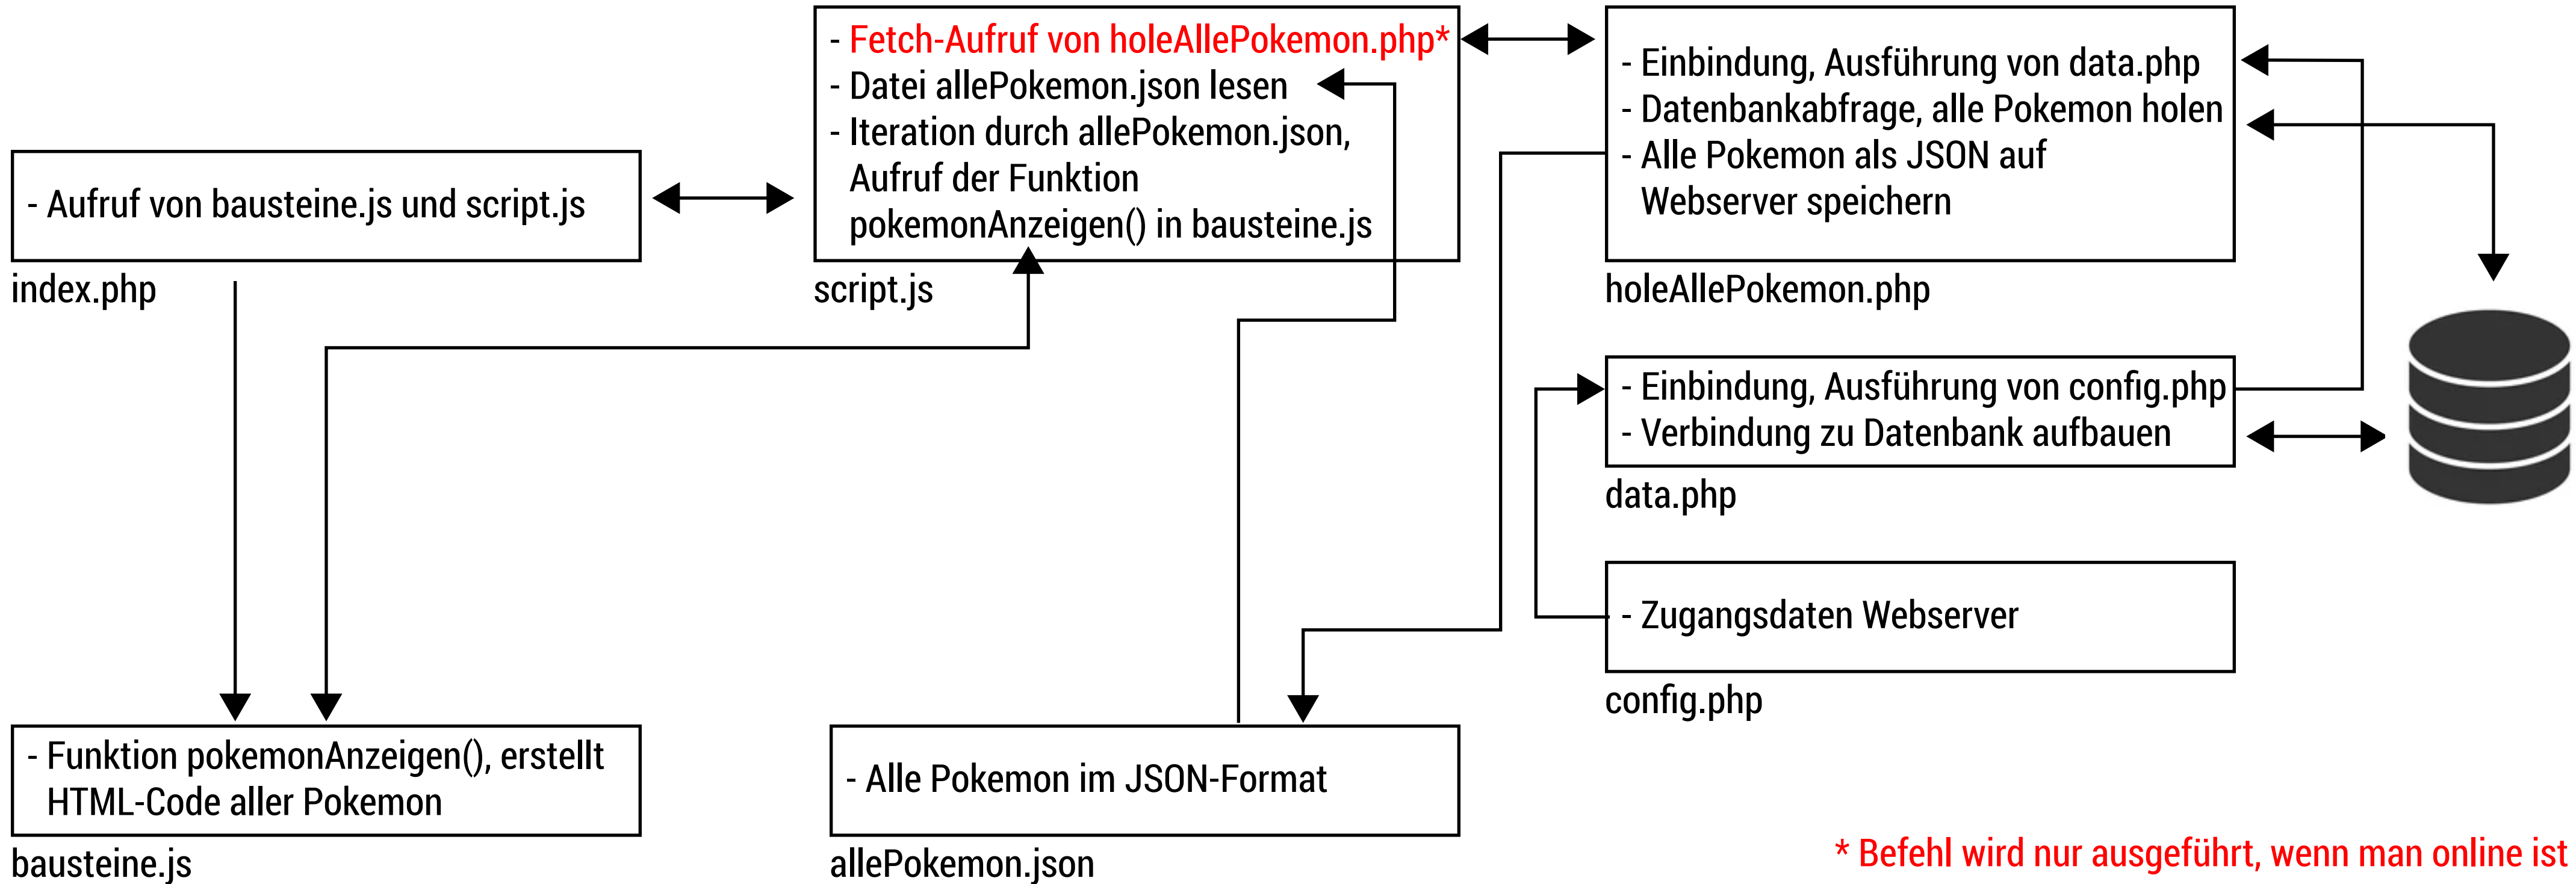 - Aufruf von bausteine.js und script.js
index.php
- Fetch-Aufruf von holeAllePokemon.php*
- Datei allePokemon.json lesen
- Iteration durch allePokemon.json,
Aufruf der Funktion
pokemonAnzeigen() in bausteine.js
script.js
- Einbindung, Ausführung von data.php
- Datenbankabfrage, alle Pokemon holen
- Alle Pokemon als JSON auf
Webserver speichern
holeAllePokemon.php
- Einbindung, Ausführung von config.php
- Verbindung zu Datenbank aufbauen
data.php
- Zugangsdaten Webserver
config.php
- Funktion pokemonAnzeigen(), erstellt
HTML-Code aller Pokemon
bausteine.js
- Alle Pokemon im JSON-Format
allePokemon.json
* Befehl wird nur ausgeführt, wenn man online ist